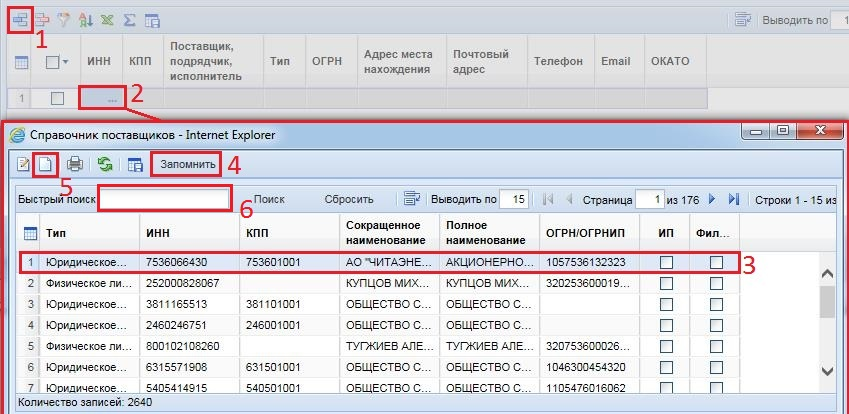 Выводить по 1
1
ИНН КПП Поставщик, подрядчик, исполнитель Тип ОГРН Адрес места нахождения Почтовый адрес Телефон Email ОКАТО
1 ... 2
Справочник поставщиков - Internet Explorer
Запомнить 4
5
Быстрый поиск Поиск Сбросить Выводить по 15 Страница 1 из 176 Строки 1 - 15 из
6
Тип ИНН КПП Сокращенное наименование Полное наименование ОГРН/ОГРНИП ИП Фил...
1 Юридическое... 7536066430 753601001 АО "ЧИТАЭНЕ... АКЦИОНЕРНО... 1057536132323 3
2 Физическое ли... 252000828067 КУПЦОВ МИХ... КУПЦОВ МИХ... 320253600019...
3 Юридическое... 3811165513 381101001 ОБЩЕСТВО С... ОБЩЕСТВО С...
4 Юридическое... 2460246751 246001001 ОБЩЕСТВО С... ОБЩЕСТВО С...
5 Физическое ли... 800102108260 ТУГЖИЕВ АЛЕ... ТУГЖИЕВ АЛЕ... 320753600026...
6 Юридическое... 6315571908 631501001 ОБЩЕСТВО С... ОБЩЕСТВО С... 1046300454320
7 Юридическое... 5405414915 540501001 ОБЩЕСТВО С... ОБЩЕСТВО С... 1105476016062
Количество записей: 2640